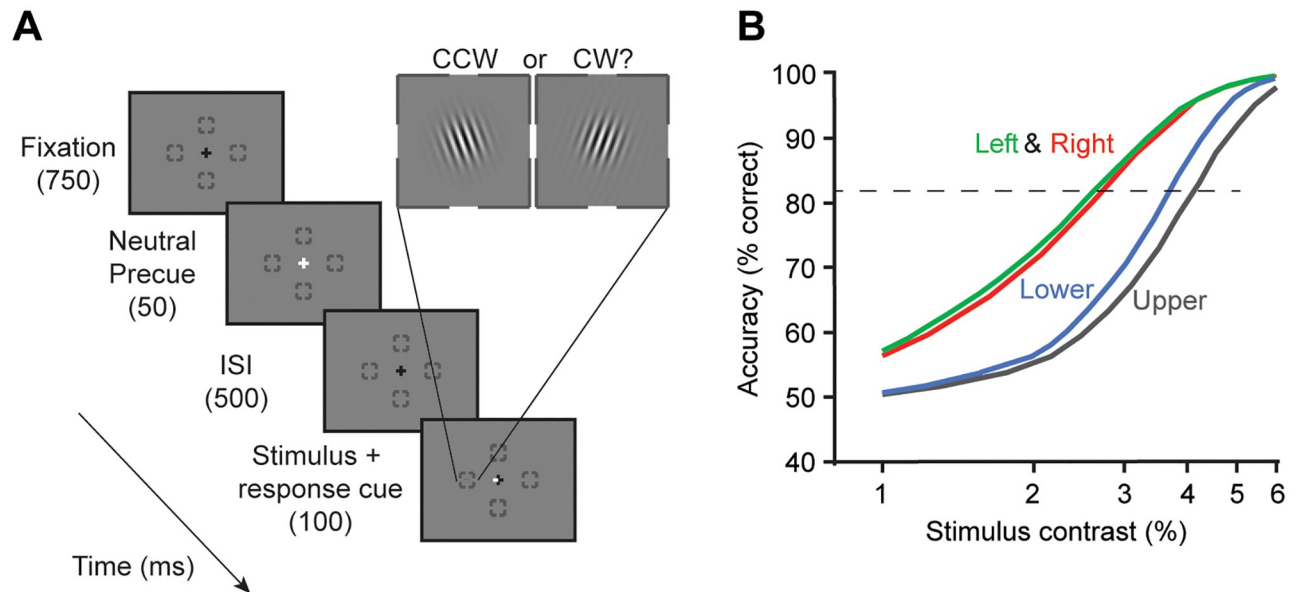 A
CCW or CW?
Fixation
(750)
Neutral
Precue
(50)
ISI
(500)
Stimulus +
response cue
(100)
Time (ms)
B
Accuracy (% correct)
100
90
80
70
60
50
40
Left & Right
Lower
Upper
1 2 3 4 5 6
Stimulus contrast (%)